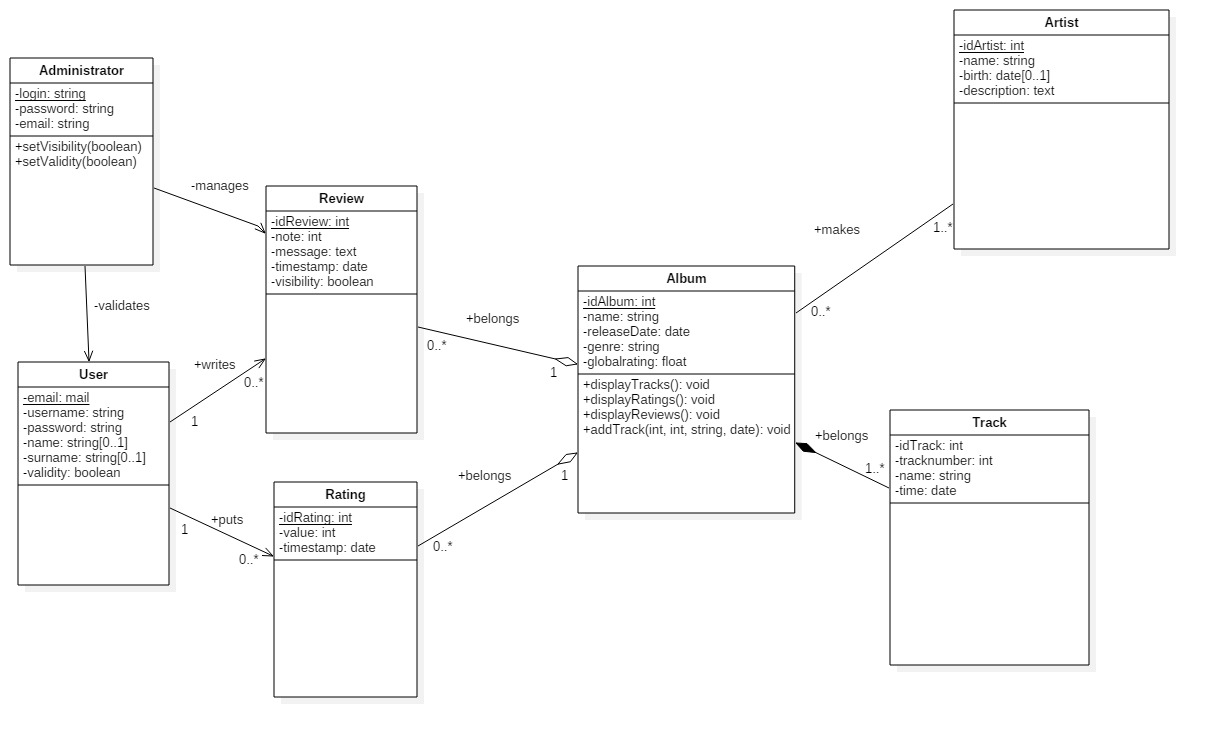 Artist
-idArtist: int
-name: string
-birth: date[0..1]
-description: text
Administrator
-login: string
-password: string
-email: string
+setVisibility(boolean)
+setValidity(boolean)
-manages
-validates
Review
-idReview: int
-note: int
-message: text
-timestamp: date
-visibility: boolean
+makes
1..*
0..*
Album
-idAlbum: int
-name: string
-releaseDate: date
-genre: string
-globalrating: float
+displayTracks(): void
+displayRatings(): void
+displayReviews(): void
+addTrack(int, int, string, date): void
+belongs
0..*
1
User
-email: mail
-username: string
-password: string
-name: string[0..1]
-surname: string[0..1]
-validity: boolean
+writes
0..*
1
+puts
1
0..*
Rating
-idRating: int
-value: int
-timestamp: date
+belongs
1
0..*
+belongs
1..*
Track
-idTrack: int
-tracknumber: int
-name: string
-time: date